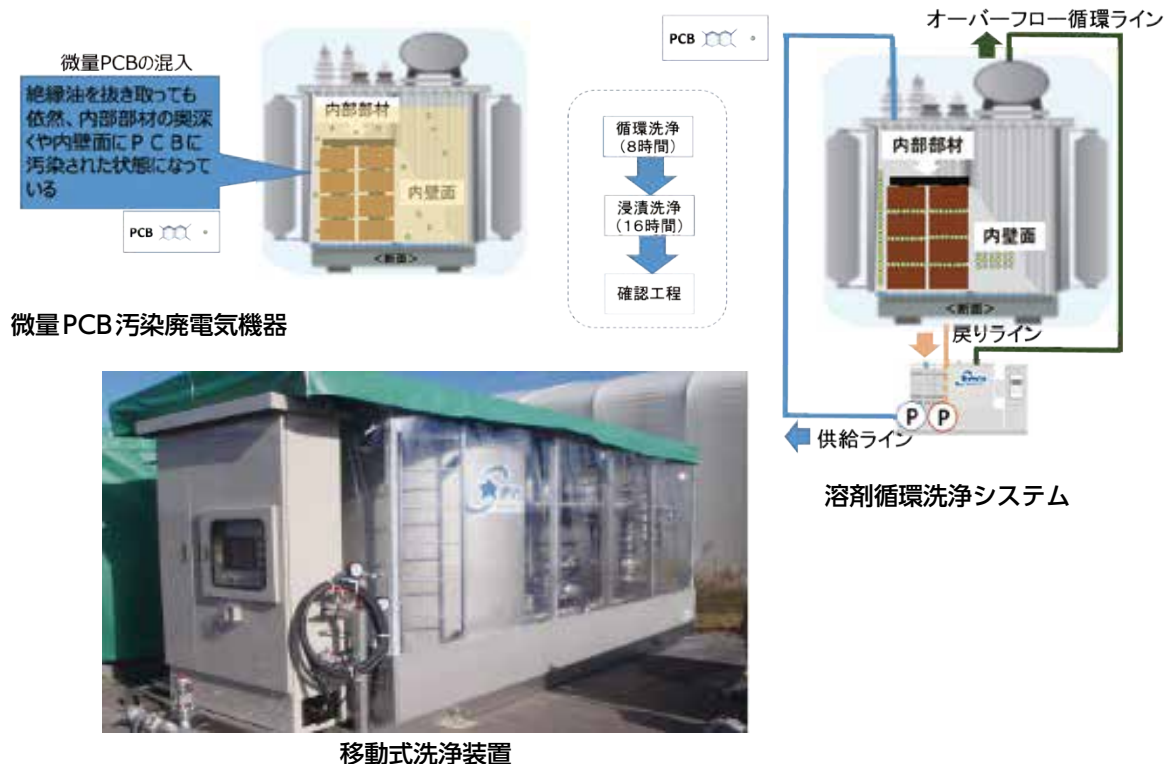 微量PCBの混入
絶縁油を抜き取っても
依然、内部部材の奥深
くや内壁面にＰＣＢに
汚染された状態になって
いる
PCB
内部部材
内壁面
<断面>
微量PCB汚染廃電気機器
循環洗浄
（8時間）
浸漬洗浄
（16時間）
確認工程
PCB
オーバーフロー循環ライン
内部部材
内壁面
<断面>
戻りライン
P P
供給ライン
溶剤循環洗浄システム
移動式洗浄装置